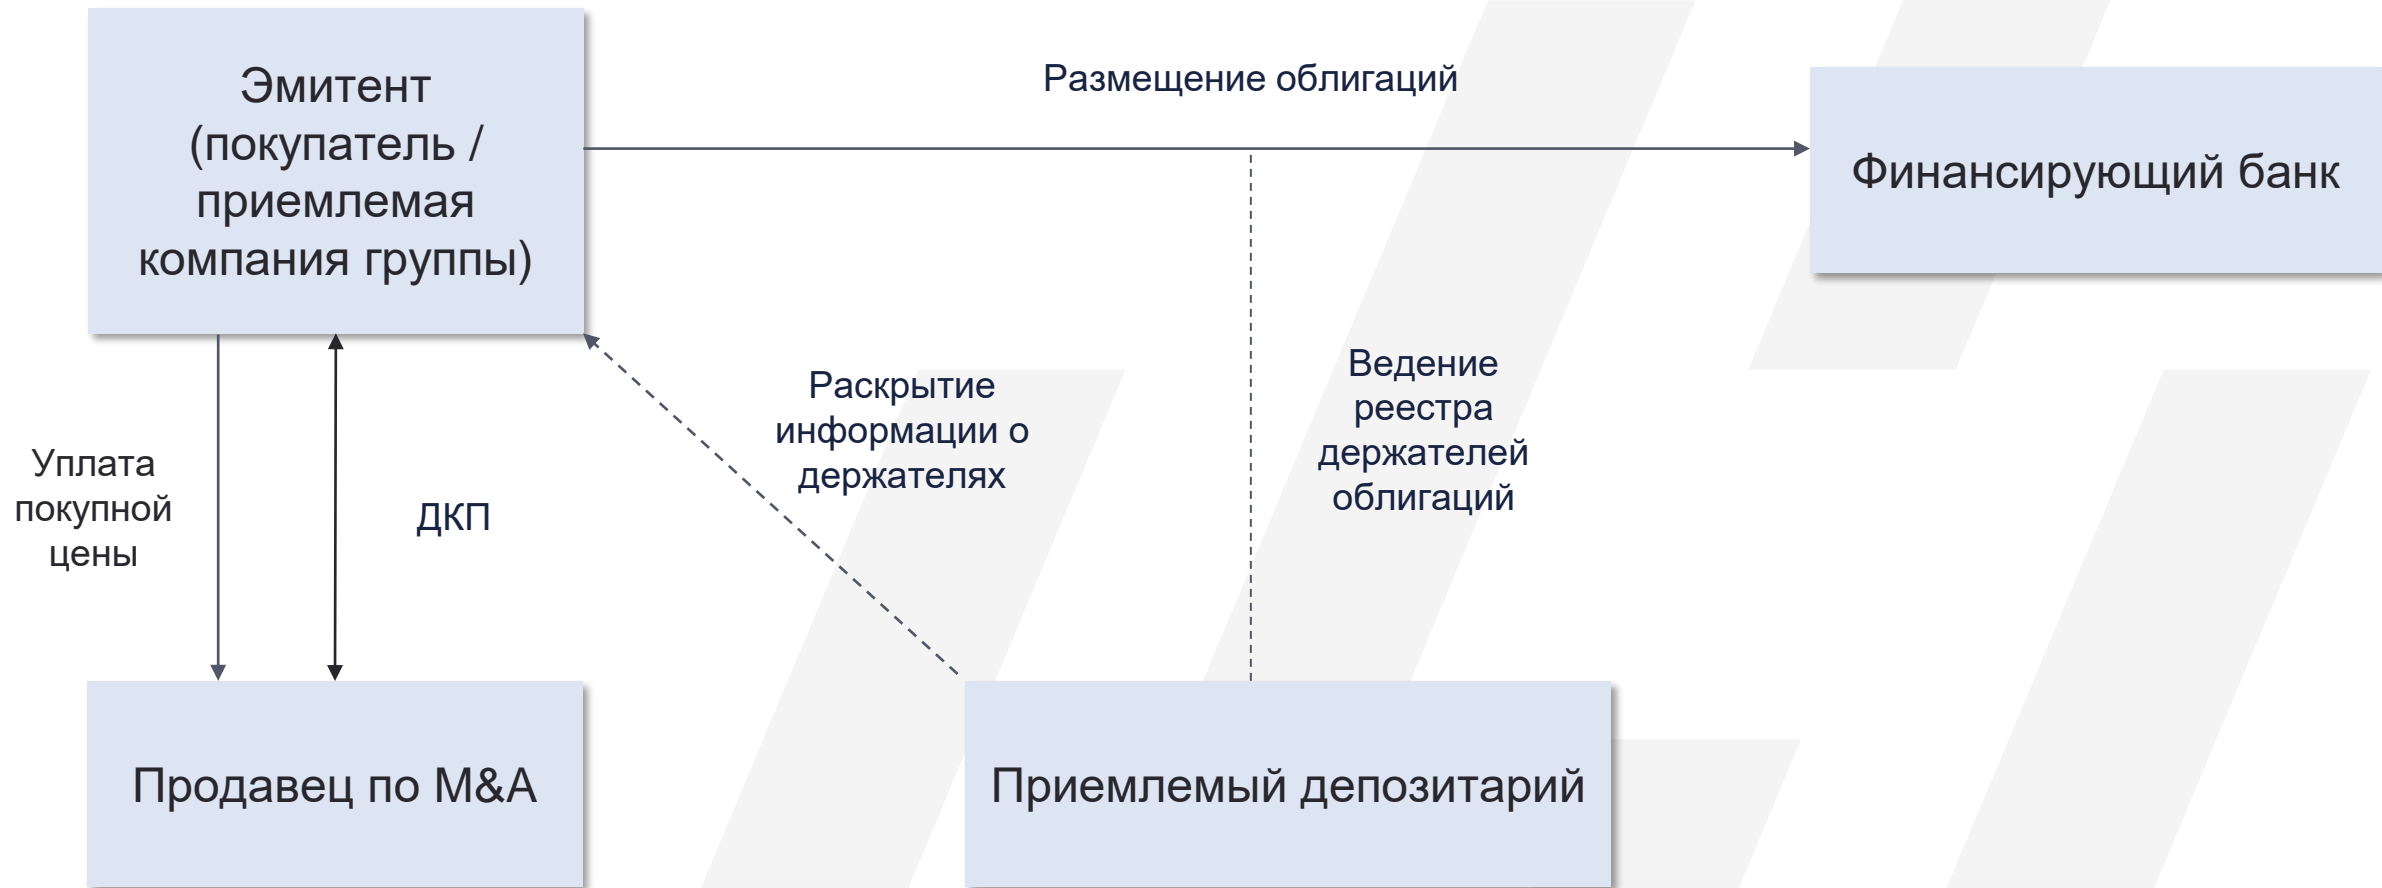 Эмитент
(покупатель /
приемлемая
компания группы)
Размещение облигаций
Финансирующий банк
Уплата
покупной
цены
ДКП
Раскрытие
информации о
держателях
Ведение
реестра
держателей
облигаций
Продавец по M&A
Приемлемый депозитарий